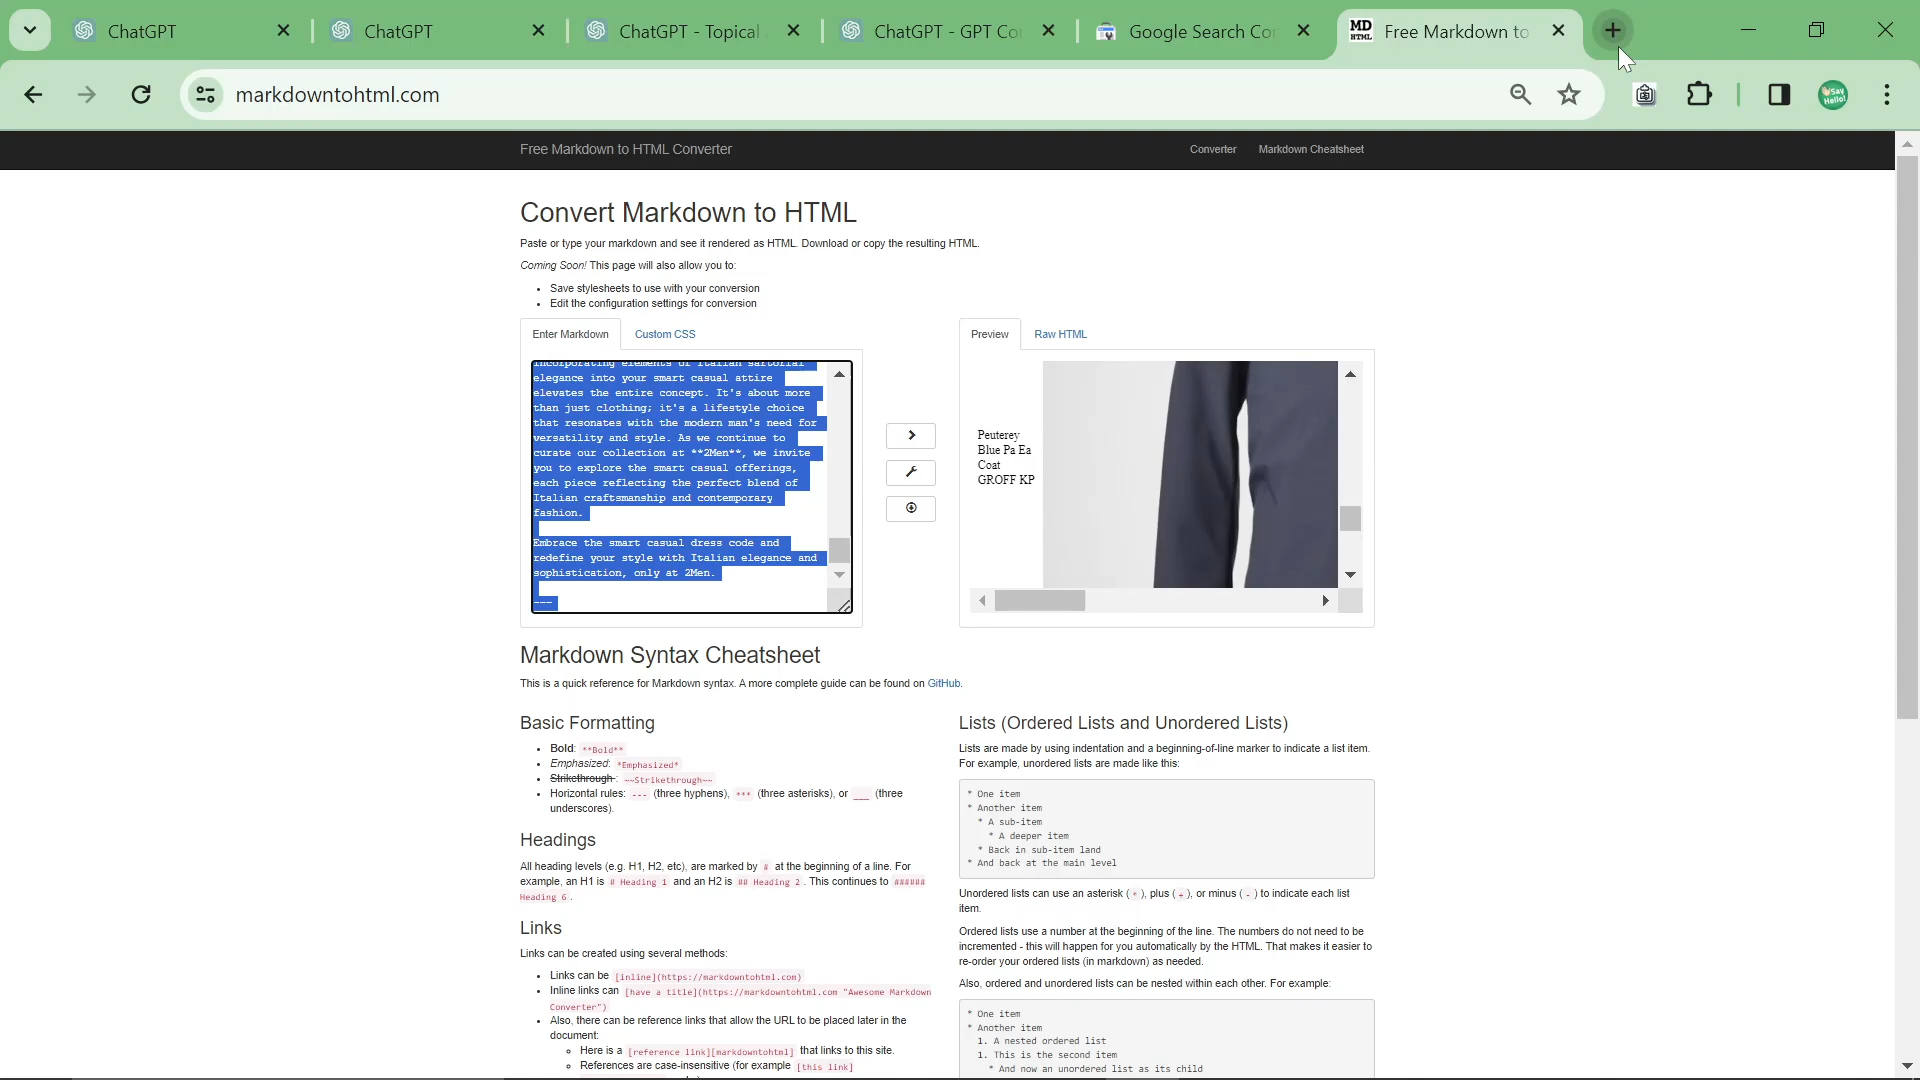 ChatGPT
ChatGPT
ChatGPT - Topical
ChatGPT - GPT Co
Google Search Co
MD HTML
Free Markdown to
markdowntohtml.com
Say Hello!
Free Markdown to HTML Converter
Converter
Markdown Cheatsheet
Convert Markdown to HTML
Paste or type your markdown and see it rendered as HTML. Download or copy the resulting HTML.
Coming Soon! This page will also allow you to:
• Save stylesheets to use with your conversion
• Edit the configuration settings for conversion
Enter Markdown
Custom CSS
Preview
Raw HTML
incorporating elements of Italian sartorial
elegance into your smart casual attire
elevates the entire concept. It's about more
than just clothing; it's a lifestyle choice
that resonates with the modern man's need for
versatility and style. As we continue to
curate our collection at **2Men**, we invite
you to explore the smart casual offerings,
each piece reflecting the perfect blend of
Italian craftsmanship and contemporary
fashion.
Embrace the smart casual dress code and
redefine your style with Italian elegance and
sophistication, only at 2Men.
---
Peuterey
Blue Pa Ea
Coat
GROFF KP
Markdown Syntax Cheatsheet
This is a quick reference for Markdown syntax. A more complete guide can be found on GitHub.
Basic Formatting
• Bold: **Bold**
• Emphasized: *Emphasized*
• Strikethrough: ~~Strikethrough~~
• Horizontal rules: --- (three hyphens), *** (three asterisks), or ___ (three
underscores).
Headings
All heading levels (e.g. H1, H2, etc), are marked by # at the beginning of a line. For
example, an H1 is # Heading 1 and an H2 is ## Heading 2. This continues to ######
Heading 6.
Links
Links can be created using several methods:
• Links can be [inline](https://markdowntohtml.com)
• Inline links can [have a title](https://markdowntohtml.com "Awesome Markdown
Converter")
• Also, there can be reference links that allow the URL to be placed later in the
document:
Here is a [reference link][markdowntohtml] that links to this site.
References are case-insensitive (for example [this link]
Lists (Ordered Lists and Unordered Lists)
Lists are made by using indentation and a beginning-of-line marker to indicate a list item.
For example, unordered lists are made like this:
* One item
* Another item
* A sub-item
* A deeper item
* Back in sub-item land
* And back at the main level
Unordered lists can use an asterisk (*), plus (+), or minus (-) to indicate each list
item.
Ordered lists use a number at the beginning of the line. The numbers do not need to be
incremented - this will happen for you automatically by the HTML. That makes it easier to
re-order your ordered lists (in markdown) as needed.
Also, ordered and unordered lists can be nested within each other. For example:
* One item
* Another item
1. A nested ordered list
1. This is the second item
* And now an unordered list as its child